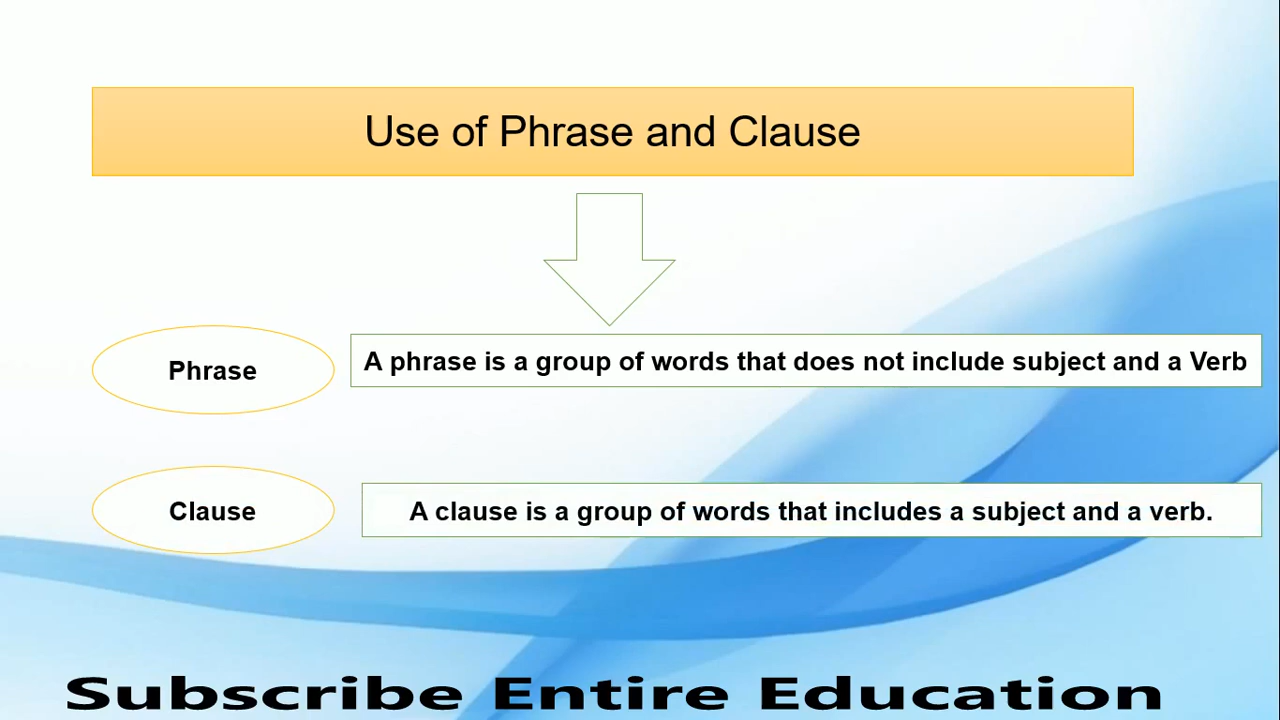 Use of Phrase and Clause
Phrase
A phrase is a group of words that does not include subject and a Verb
Clause
A clause is a group of words that includes a subject and a verb.
Subscribe Entire Education